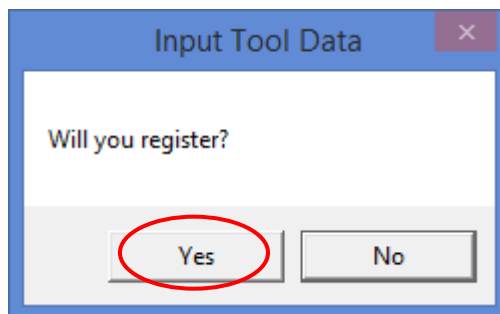 Input Tool Data
Will you register?
Yes No